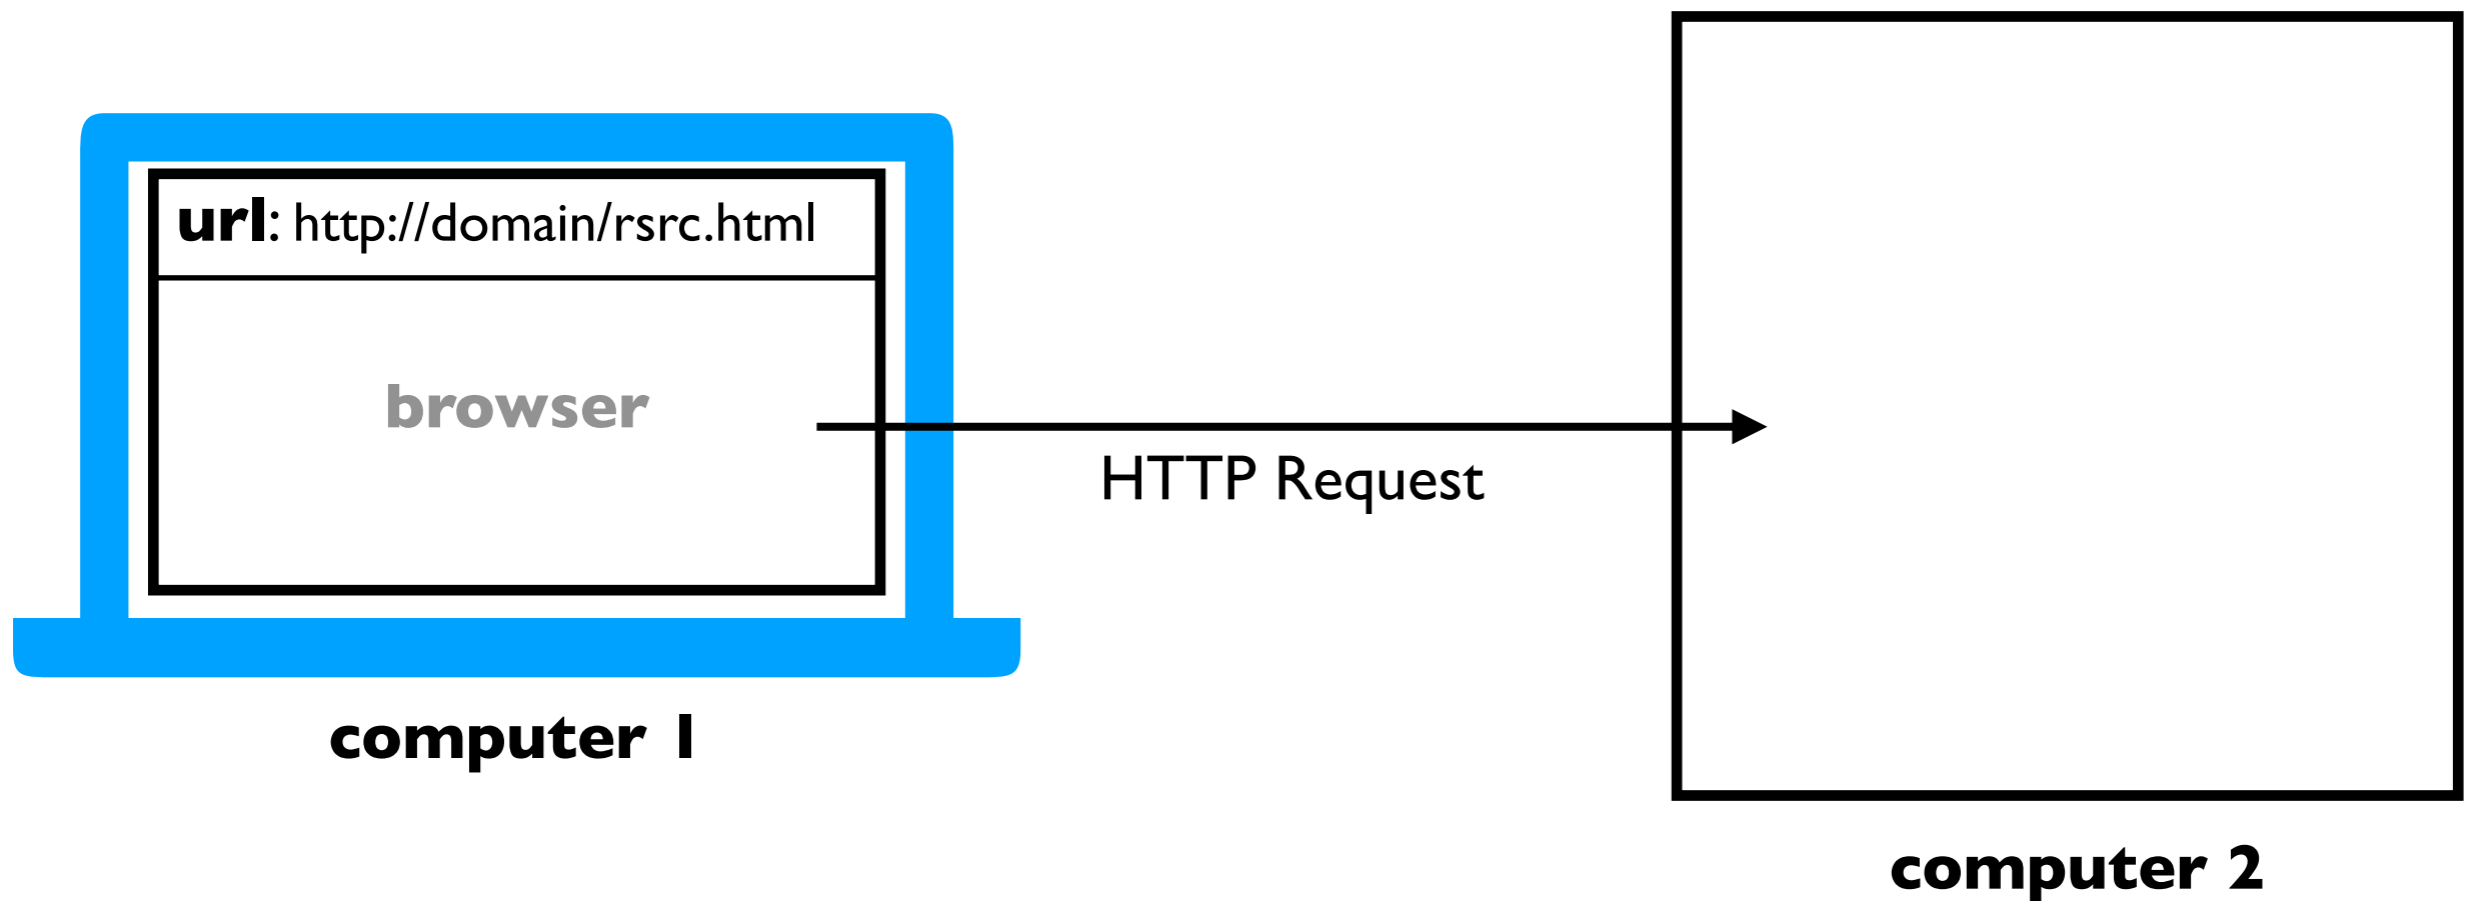 url: http://domain/rsrc.html
browser
HTTP Request
computer 1
computer 2